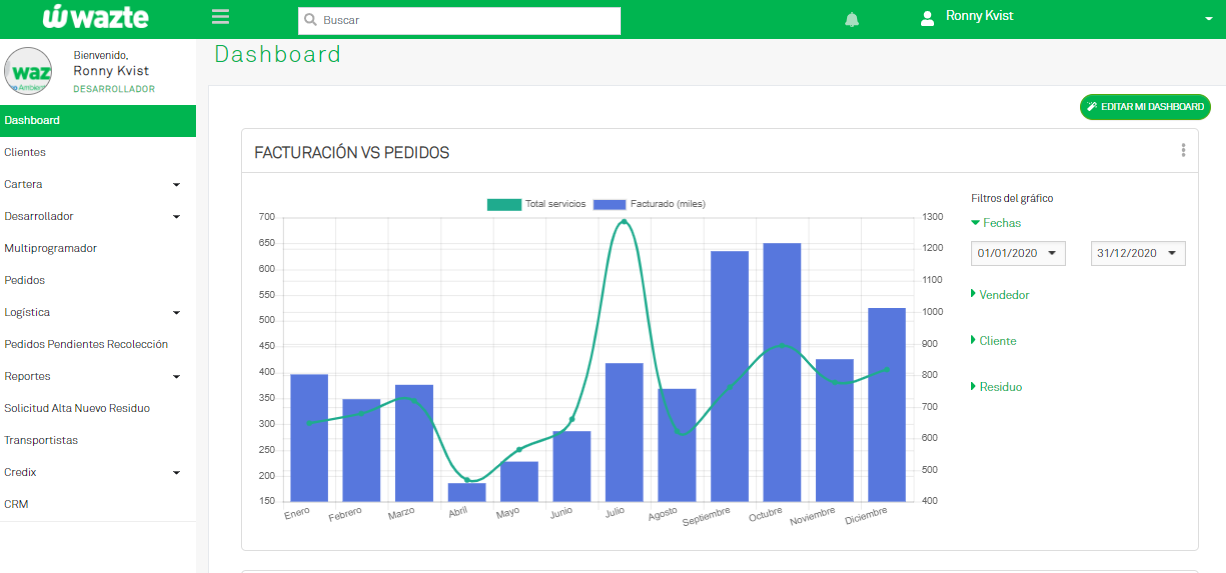 wazte
Buscar
Ronny Kvist
waz
Ambien
Bienvenido,
Ronny Kvist
DESARROLLADOR
Dashboard
Clientes
Cartera
Desarrollador
Multiprogramador
Pedidos
Logística
Pedidos Pendientes Recolección
Reportes
Solicitud Alta Nuevo Residuo
Transportistas
Credix
CRM
Dashboard
EDITAR MI DASHBOARD
FACTURACIÓN VS PEDIDOS
Total servicios Facturado (miles)
700
650
600
550
500
450
400
350
300
250
200
150
1300
1200
1100
1000
900
800
700
600
500
400
Enero Febrero Marzo Abril Mayo Junio Julio Agosto Septiembre Octubre Noviembre Diciembre
Filtros del gráfico
Fechas
01/01/2020 31/12/2020
Vendedor
Cliente
Residuo